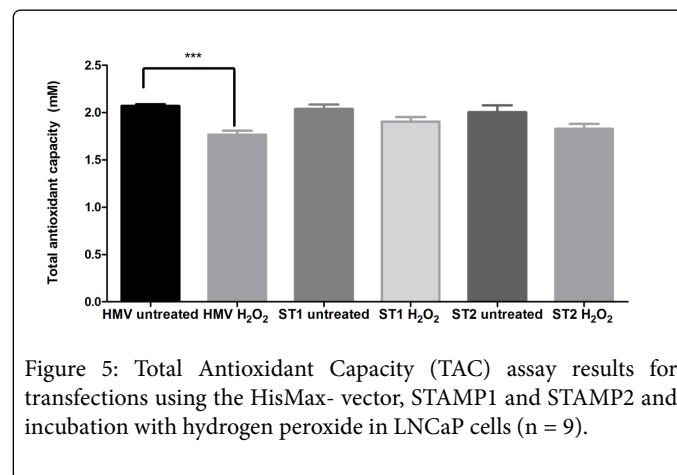 ***
Total antioxidant capacity (mM)
2.5
2.0
1.5
1.0
0.5
0.0
HMV untreated HMV H₂O₂ ST1 untreated ST1 H₂O₂ ST2 untreated ST2 H₂O₂
Figure 5: Total Antioxidant Capacity (TAC) assay results for
transfections using the HisMax- vector, STAMP1 and STAMP2 and
incubation with hydrogen peroxide in LNCaP cells (n = 9).